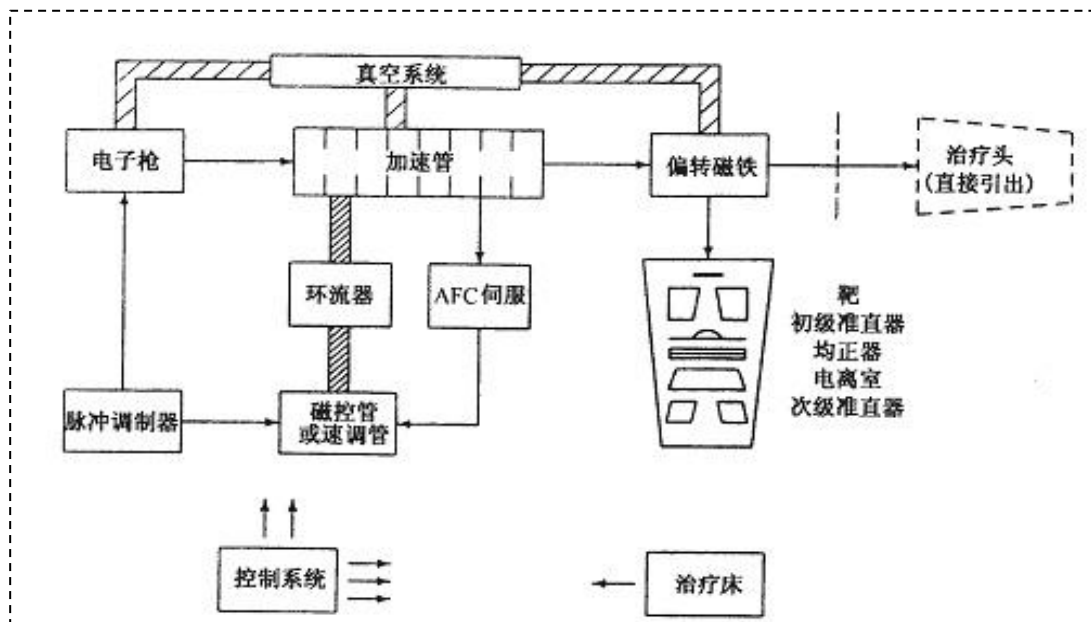 真空系统
电子枪
加速管
偏转磁铁
治疗头
(直接引出)
环流器
AFC伺服
靶
初级准直器
均正器
电离室
次级准直器
脉冲调制器
磁控管
或速调管
控制系统
治疗床